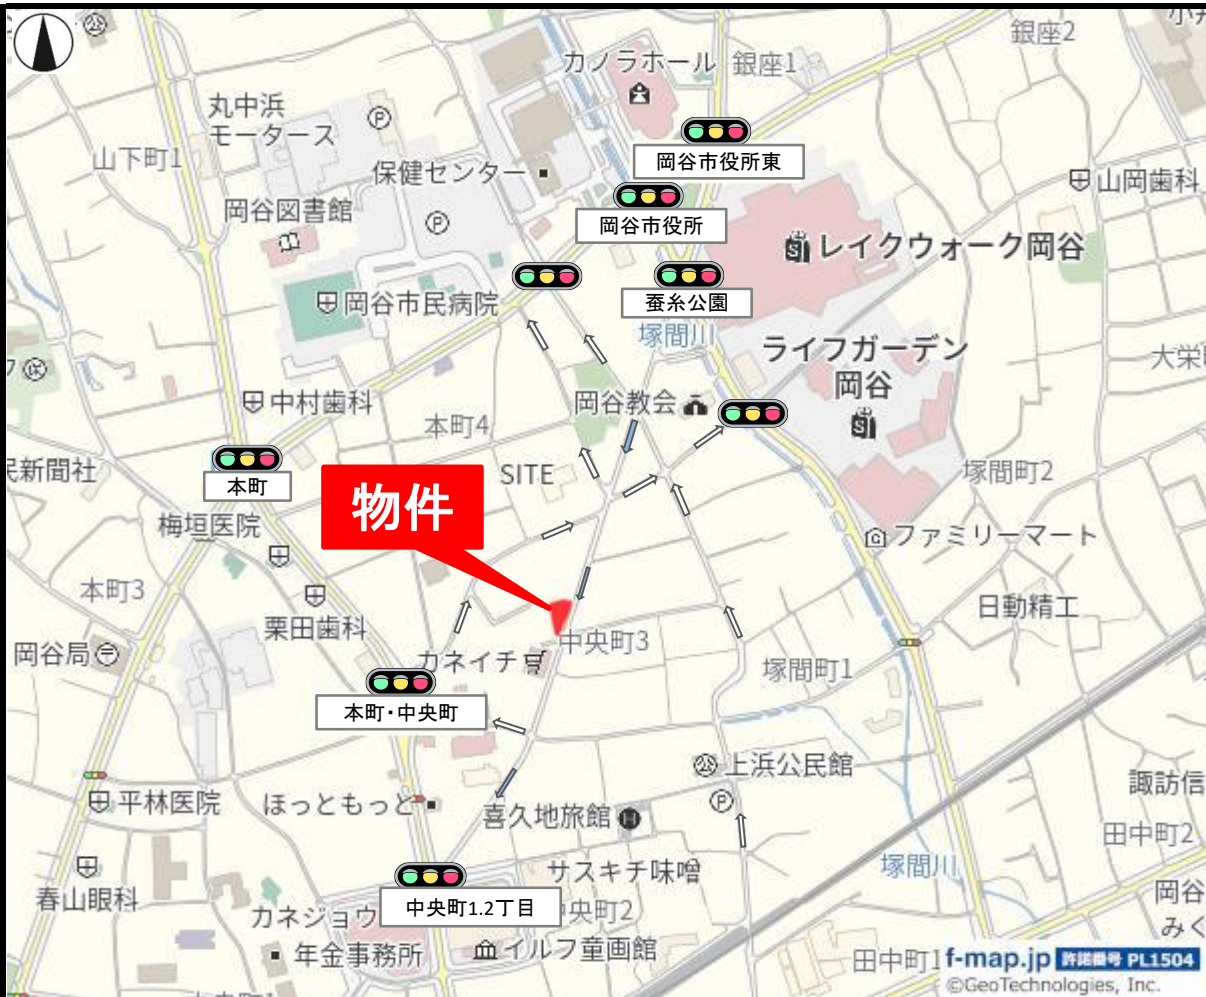 銀座2
カノラホール
銀座1
丸中浜
モータース
山下町1
岡谷市役所東
保健センター
山岡歯科
岡谷図書館
岡谷市役所
レイクウォーク岡谷
岡谷市民病院
蚕糸公園
塚間川
ライフガーデン
岡谷
大栄町
中村歯科
岡谷教会
本町4
民新聞社
SITE
塚間町2
本町
物件
梅垣医院
ファミリーマート
本町3
栗田歯科
日動精工
中央町3
岡谷局
カネイチ
塚間町1
本町・中央町
上浜公民館
平林医院
ほっともっと
喜久地旅館
諏訪信
田中町2
サスキチ味噌
塚間川
春山眼科
岡谷
カネジョウ
中央町1.2丁目
中央町2
みく
年金事務所
イルフ童画館
田中町1
f-map.jp 許諾番号 PL1504
©GeoTechnologies, Inc.